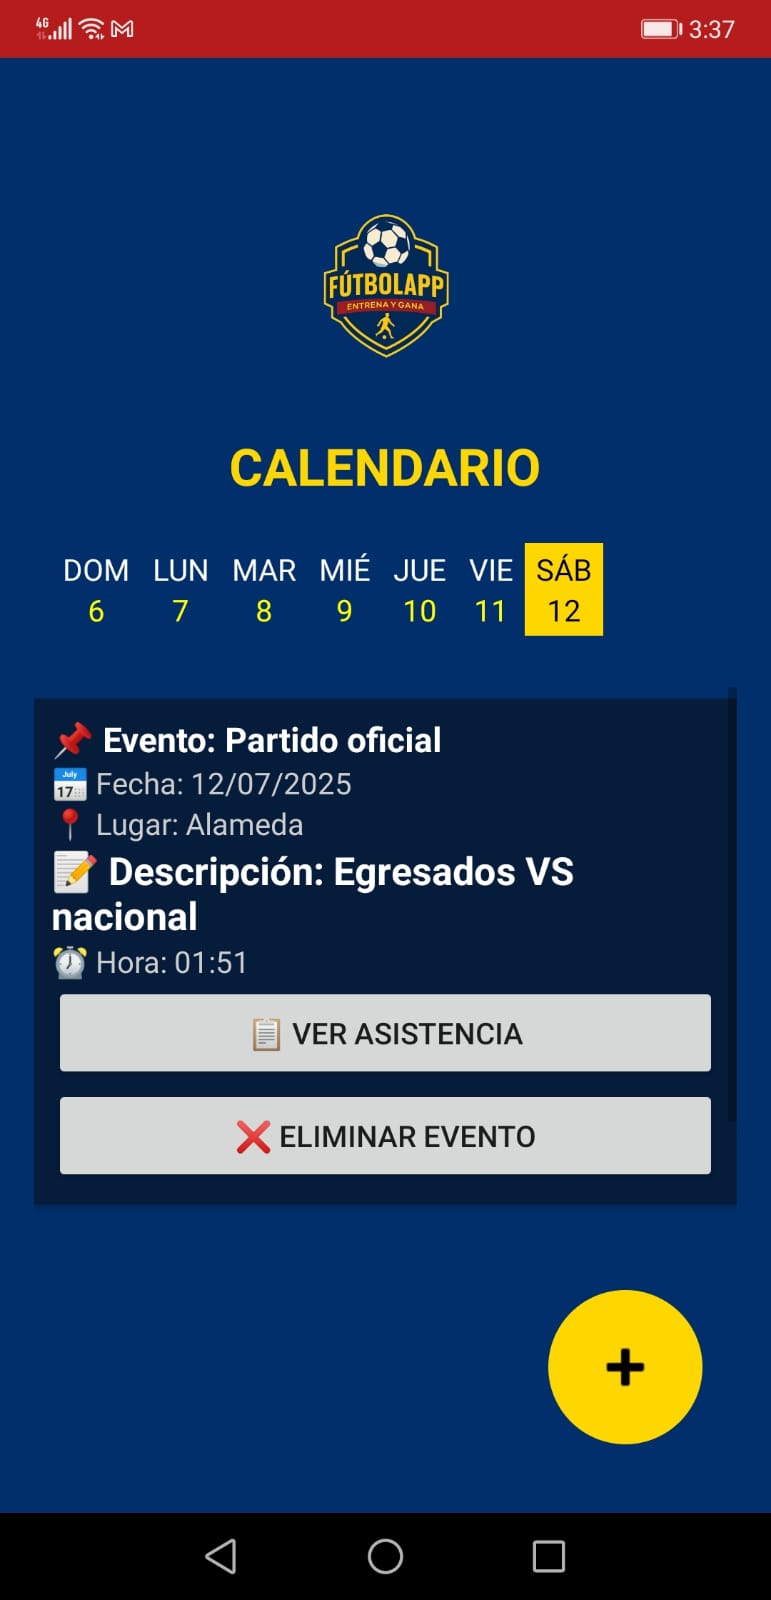 4G 3:37
FÚTBOLAPP
ENTRENA Y GANA
CALENDARIO
DOM LUN MAR MIÉ JUE VIE SÁB
6 7 8 9 10 11 12
📌 Evento: Partido oficial
July
17
Fecha: 12/07/2025
📍 Lugar: Alameda
📝 Descripción: Egresados VS
nacional
⏰ Hora: 01:51
📋 VER ASISTENCIA
❌ ELIMINAR EVENTO
+